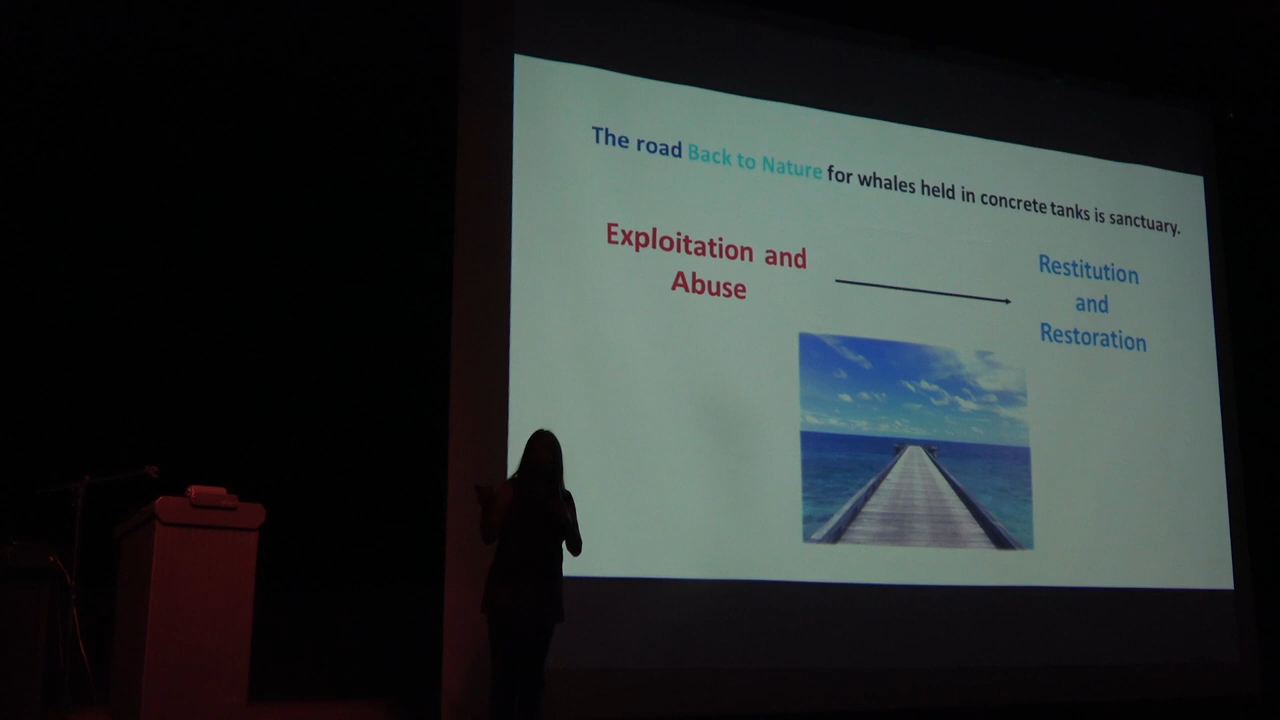 The road Back to Nature for whales held in concrete tanks is sanctuary.
Exploitation and
Abuse
Restitution
and
Restoration